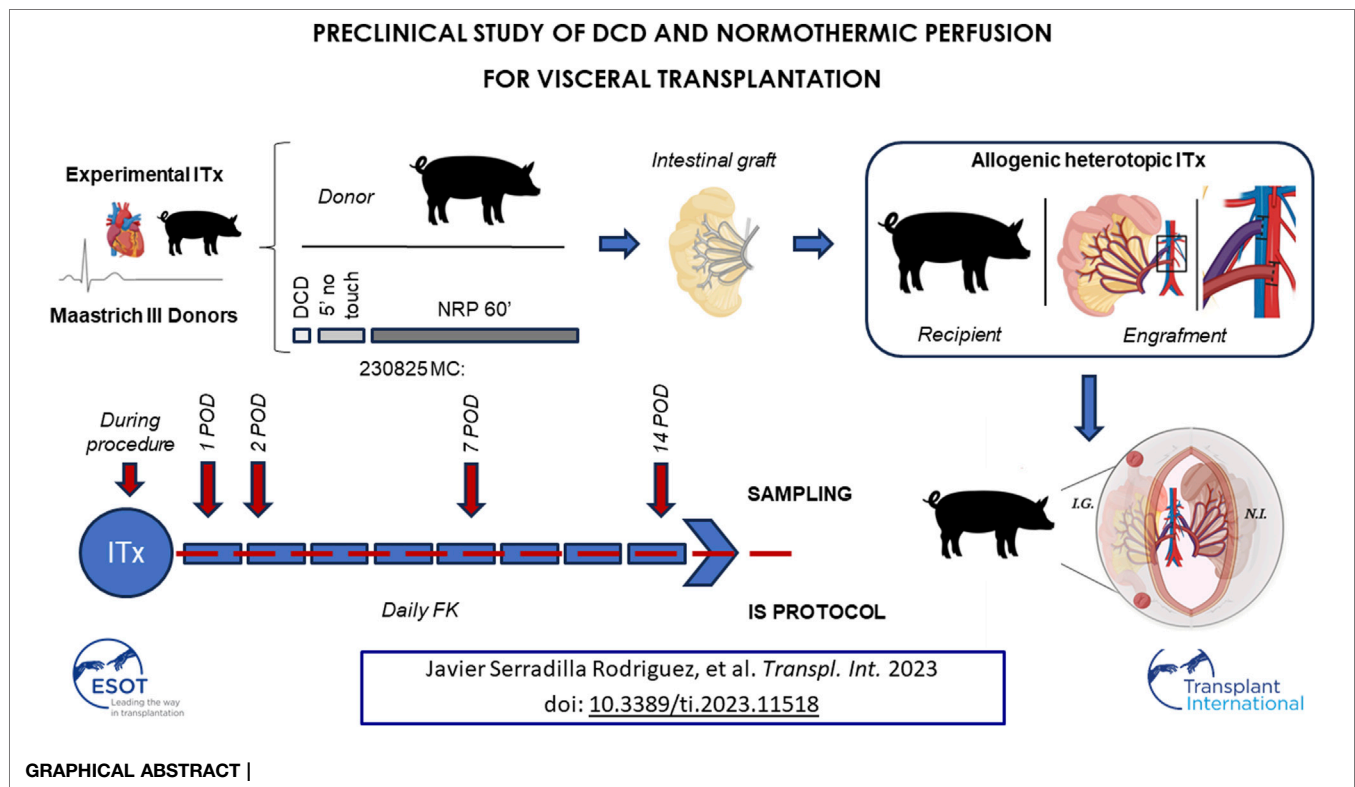 PRECLINICAL STUDY OF DCD AND NORMOTHERMIC PERFUSION
FOR VISCERAL TRANSPLANTATION
Experimental ITx
Maastrich III Donors
Donor
DCD
5’ no
touch
NRP 60’
230825 MC:
Intestinal graft
Allogenic heterotopic ITx
Recipient
Engrafment
During
procedure
1 POD
2 POD
7 POD
14 POD
SAMPLING
ITx
Daily FK
IS PROTOCOL
I.G.
N.I.
ESOT
Leading the way
in transplantation
Javier Serradilla Rodriguez, et al. Transpl. Int. 2023
doi: 10.3389/ti.2023.11518
Transplant
International
GRAPHICAL ABSTRACT |